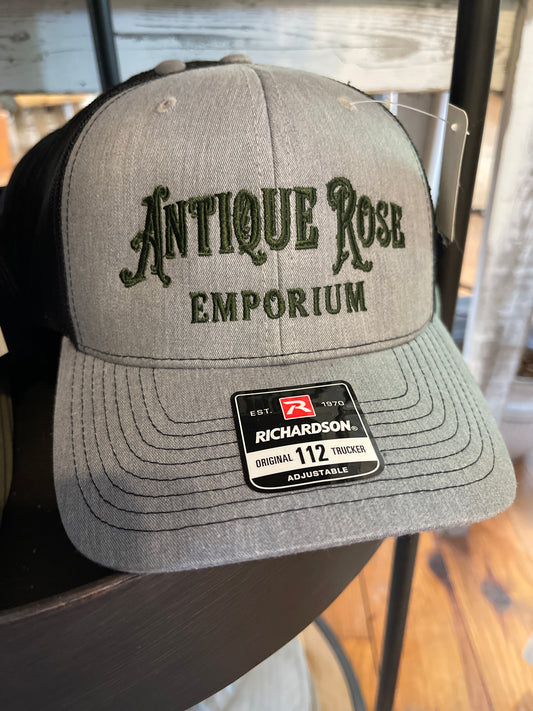 ANTIQUE ROSE
EMPORIUM
EST. R 1970
RICHARDSON®
ORIGINAL 112 TRUCKER
ADJUSTABLE